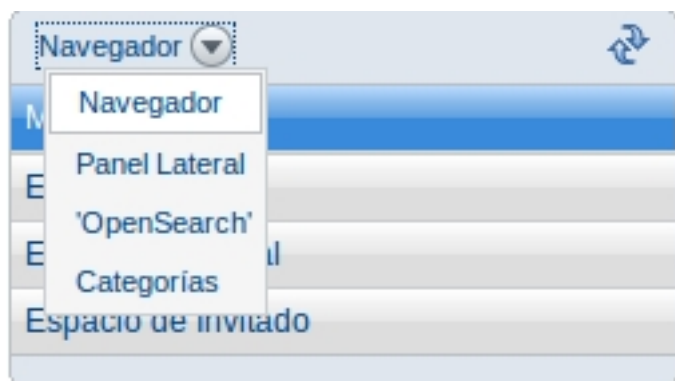 Navegador
Navegador
Panel Lateral
'OpenSearch'
Categorías
Espacio de Invitado